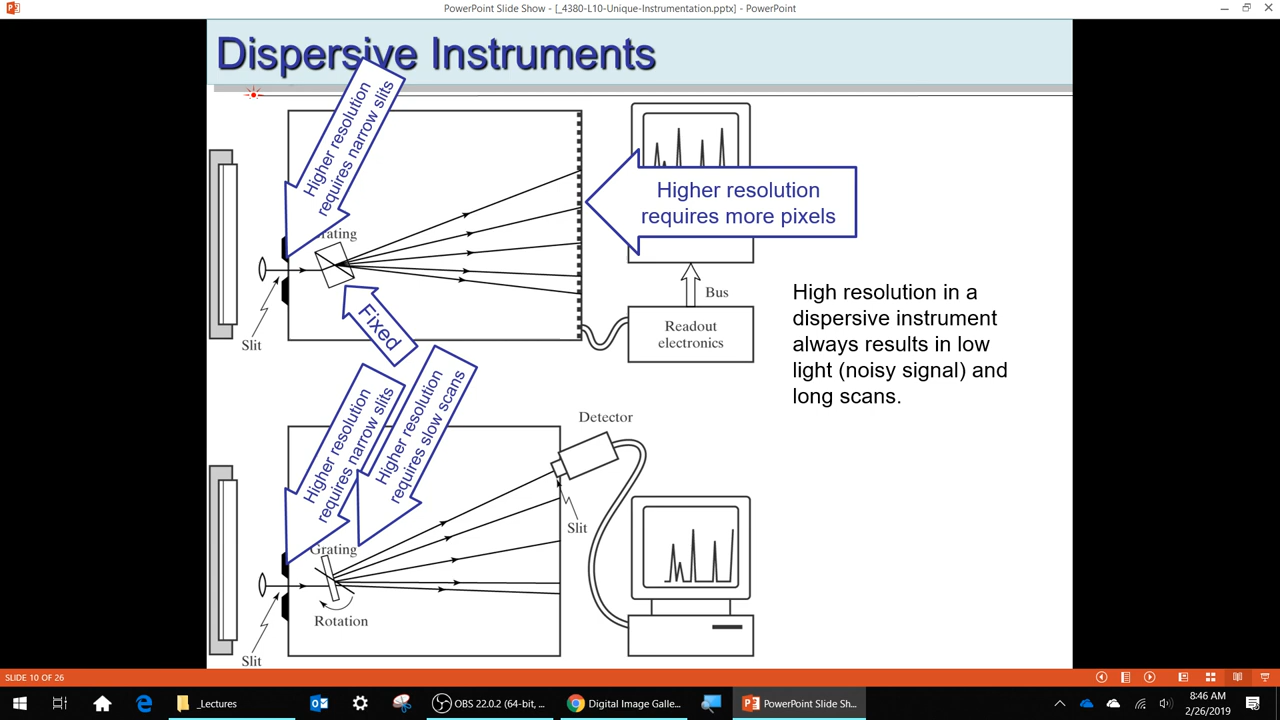 PowerPoint Slide Show - [_4380-L10-Unique-Instrumentation.pptx] - PowerPoint
Dispersive Instruments
Higher resolution
requires narrow slits
Higher resolution
requires more pixels
Slit
Fixed
Bus
Readout
electronics
High resolution in a
dispersive instrument
always results in low
light (noisy signal) and
long scans.
Higher resolution
requires narrow slits
Higher resolution
requires slow scans
Detector
Slit
Grating
Rotation
Slit
SLIDE 10 OF 26
_Lectures
OBS 22.0.2 (64-bit, ...
Digital Image Galle...
PowerPoint Slide Sh...
8:46 AM
2/26/2019